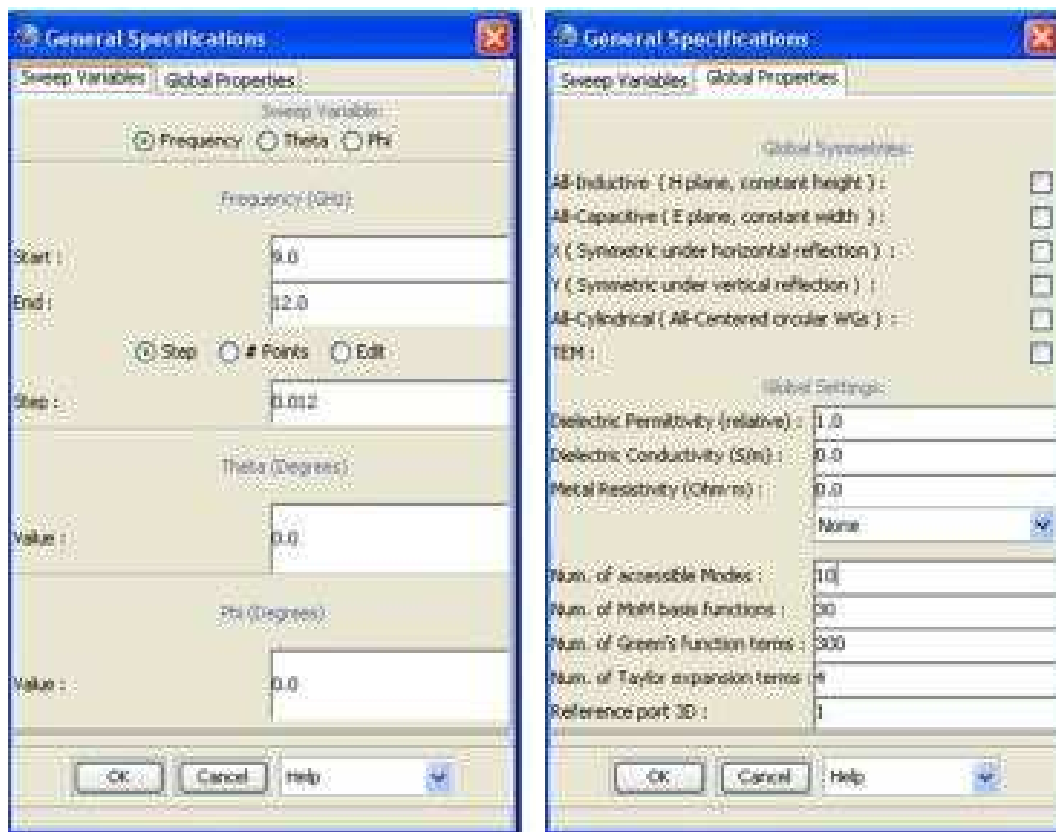 General Specifications
Sweep Variables Global Properties
Sweep Variable:
Frequency Theta Phi
Frequency (GHz)
Start : 9.0
End : 12.0
Step # Points Edit
Step : 0.012
Theta (Degrees)
Value : 0.0
Phi (Degrees)
Value : 0.0
OK Cancel Help
General Specifications
Sweep Variables Global Properties
Global Symmetries:
All-Inductive ( H plane, constant height ) :
All-Capacitive ( E plane, constant width ) :
X ( Symmetric under horizontal reflection ) :
Y ( Symmetric under vertical reflection ) :
All-Cylindrical ( All-Centered circular WGs ) :
TEM :
Global Settings:
Dielectric Permittivity (relative) : 1.0
Dielectric Conductivity (S/m) : 0.0
Metal Resistivity (Ohm*m) : 0.0
None
Num. of accessible Modes : 10
Num. of MoM basis functions : 30
Num. of Green's function terms : 300
Num. of Taylor expansion terms : 4
Reference port 3D : 1
OK Cancel Help